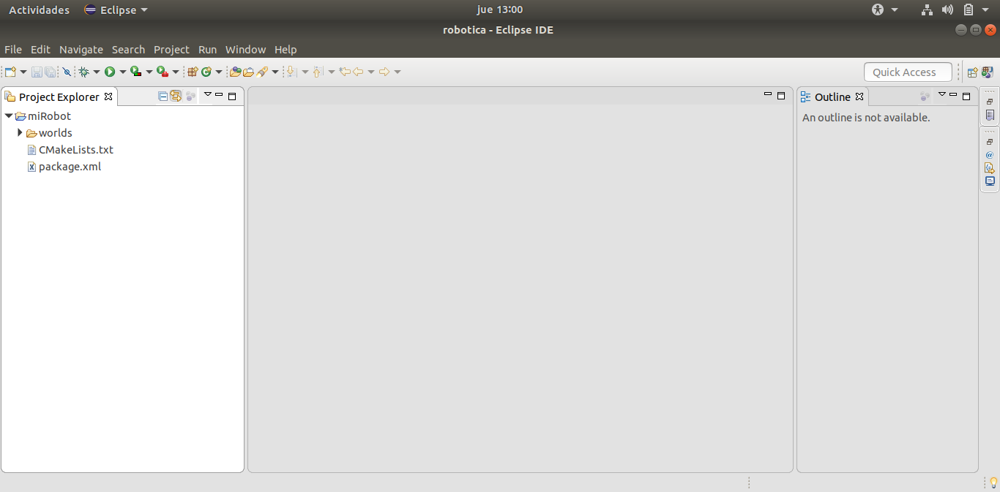 Actividades Eclipse jue 13:00
robotica - Eclipse IDE
File Edit Navigate Search Project Run Window Help
Quick Access
Project Explorer Outline
miRobot An outline is not available.
worlds
CMakeLists.txt
package.xml